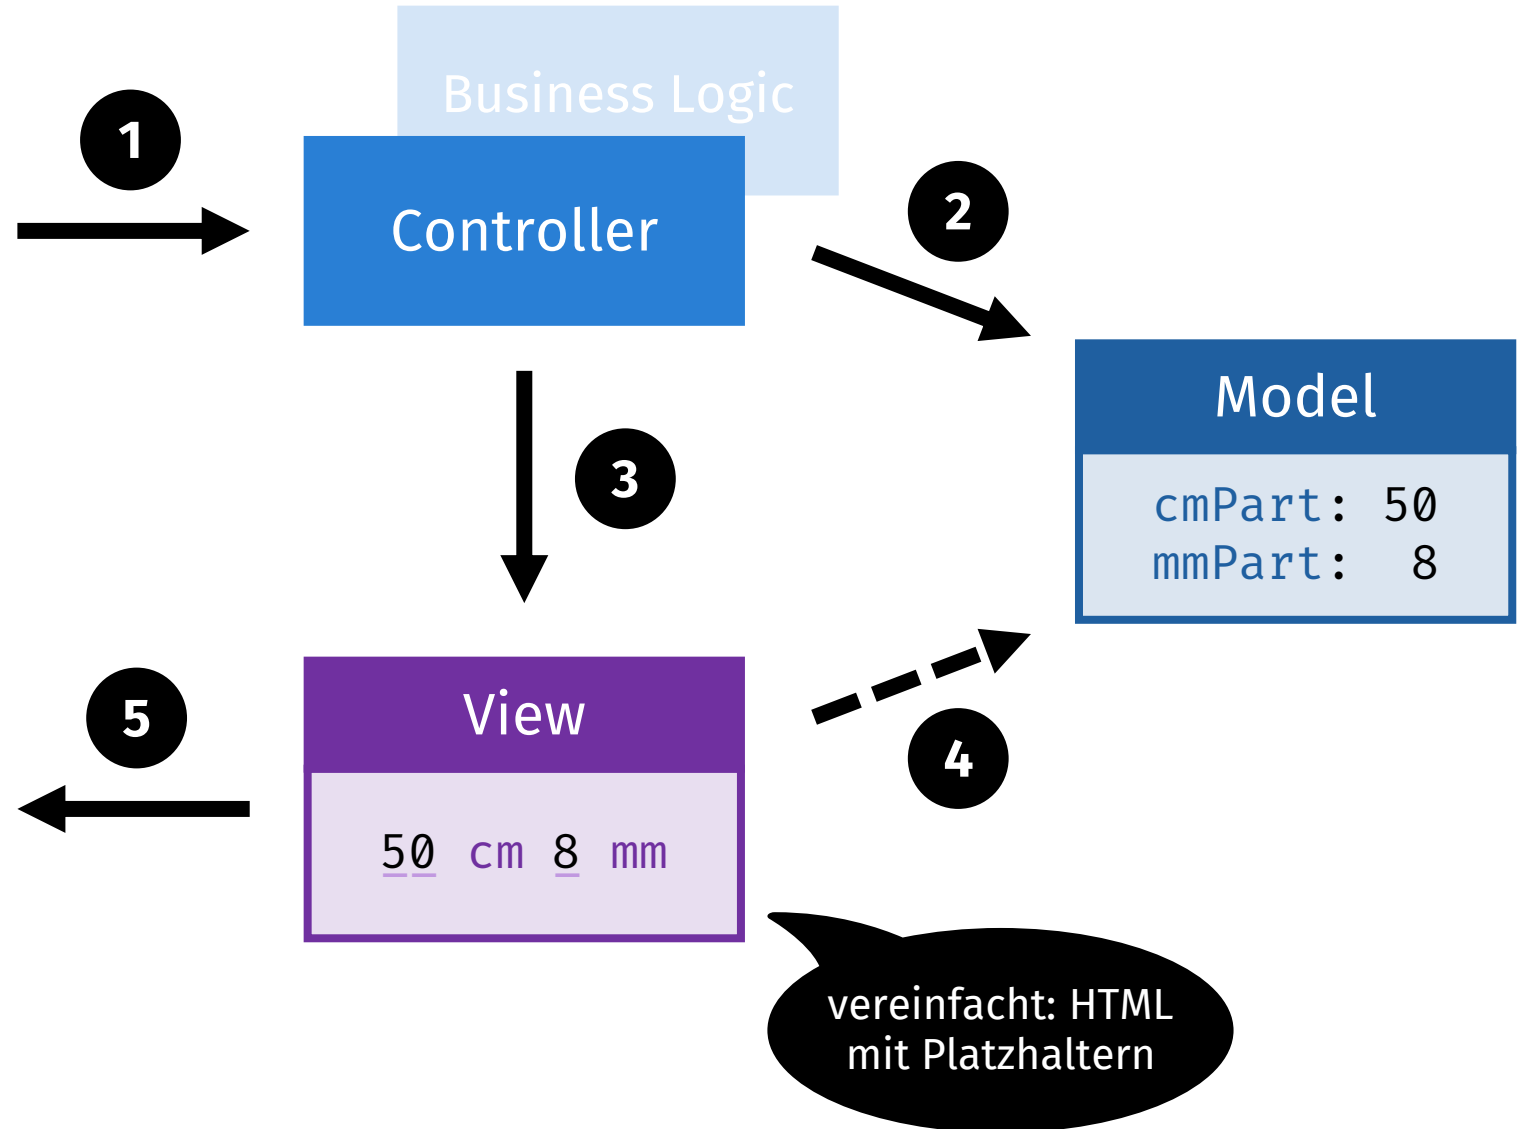 Business Logic
1
Controller
2
3
Model
cmPart: 50
mmPart: 8
View
50 cm 8 mm
4
5
vereinfacht: HTML
mit Platzhaltern